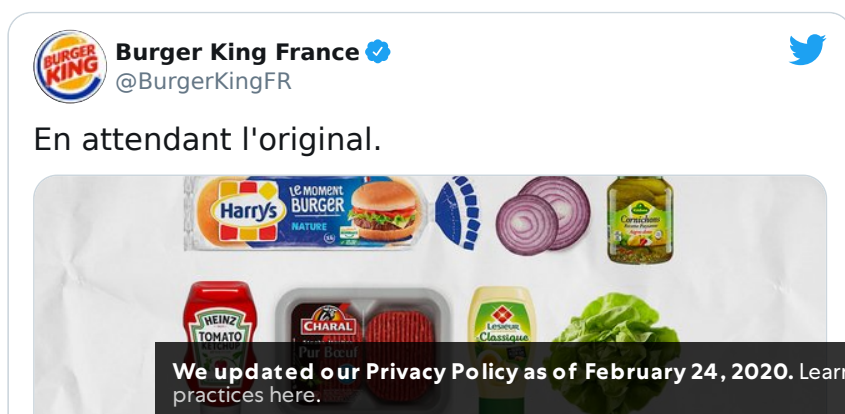 BURGER KING
Burger King France
@BurgerKingFR
En attendant l'original.
Harrys
LE MOMENT
BURGER
NATURE
Cornichons
HEINZ
TOMATO
KETCHUP
CHARAL
Pur Bœuf
LESIEUR
Classique
We updated our Privacy Policy as of February 24, 2020. Lear
practices here.